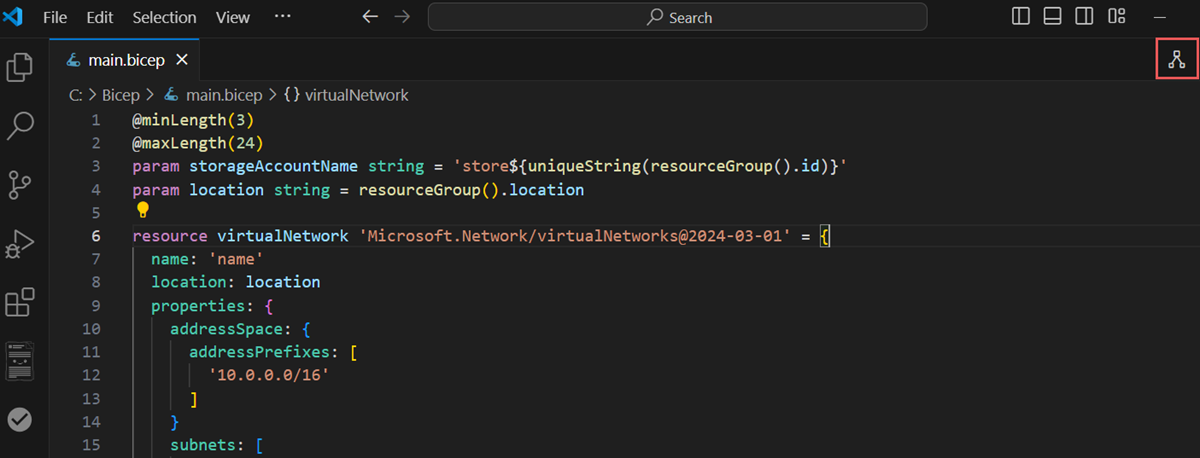 File Edit Selection View ··· Search
main.bicep
C: > Bicep > main.bicep > {} virtualNetwork
1 @minLength(3)
2 @maxLength(24)
3 param storageAccountName string = 'store${uniqueString(resourceGroup().id)}'
4 param location string = resourceGroup().location
5
6 resource virtualNetwork 'Microsoft.Network/virtualNetworks@2024-03-01' = {
7 name: 'name'
8 location: location
9 properties: {
10 addressSpace: {
11 addressPrefixes: [
12 '10.0.0.0/16'
13 ]
14 }
15 subnets: [